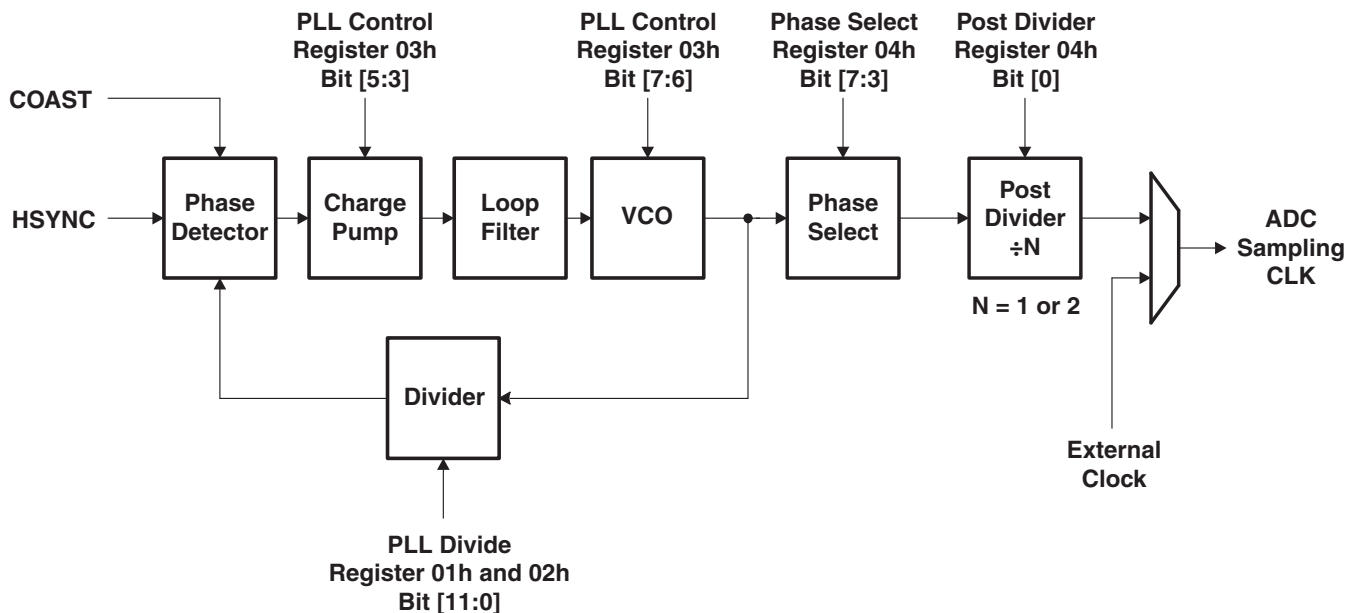 PLL Control
Register 03h
Bit [5:3]
PLL Control
Register 03h
Bit [7:6]
Phase Select
Register 04h
Bit [7:3]
Post Divider
Register 04h
Bit [0]
COAST
HSYNC
Phase
Detector
Charge
Pump
Loop
Filter
VCO
Phase
Select
Post
Divider
÷N
N = 1 or 2
ADC
Sampling
CLK
Divider
External
Clock
PLL Divide
Register 01h and 02h
Bit [11:0]